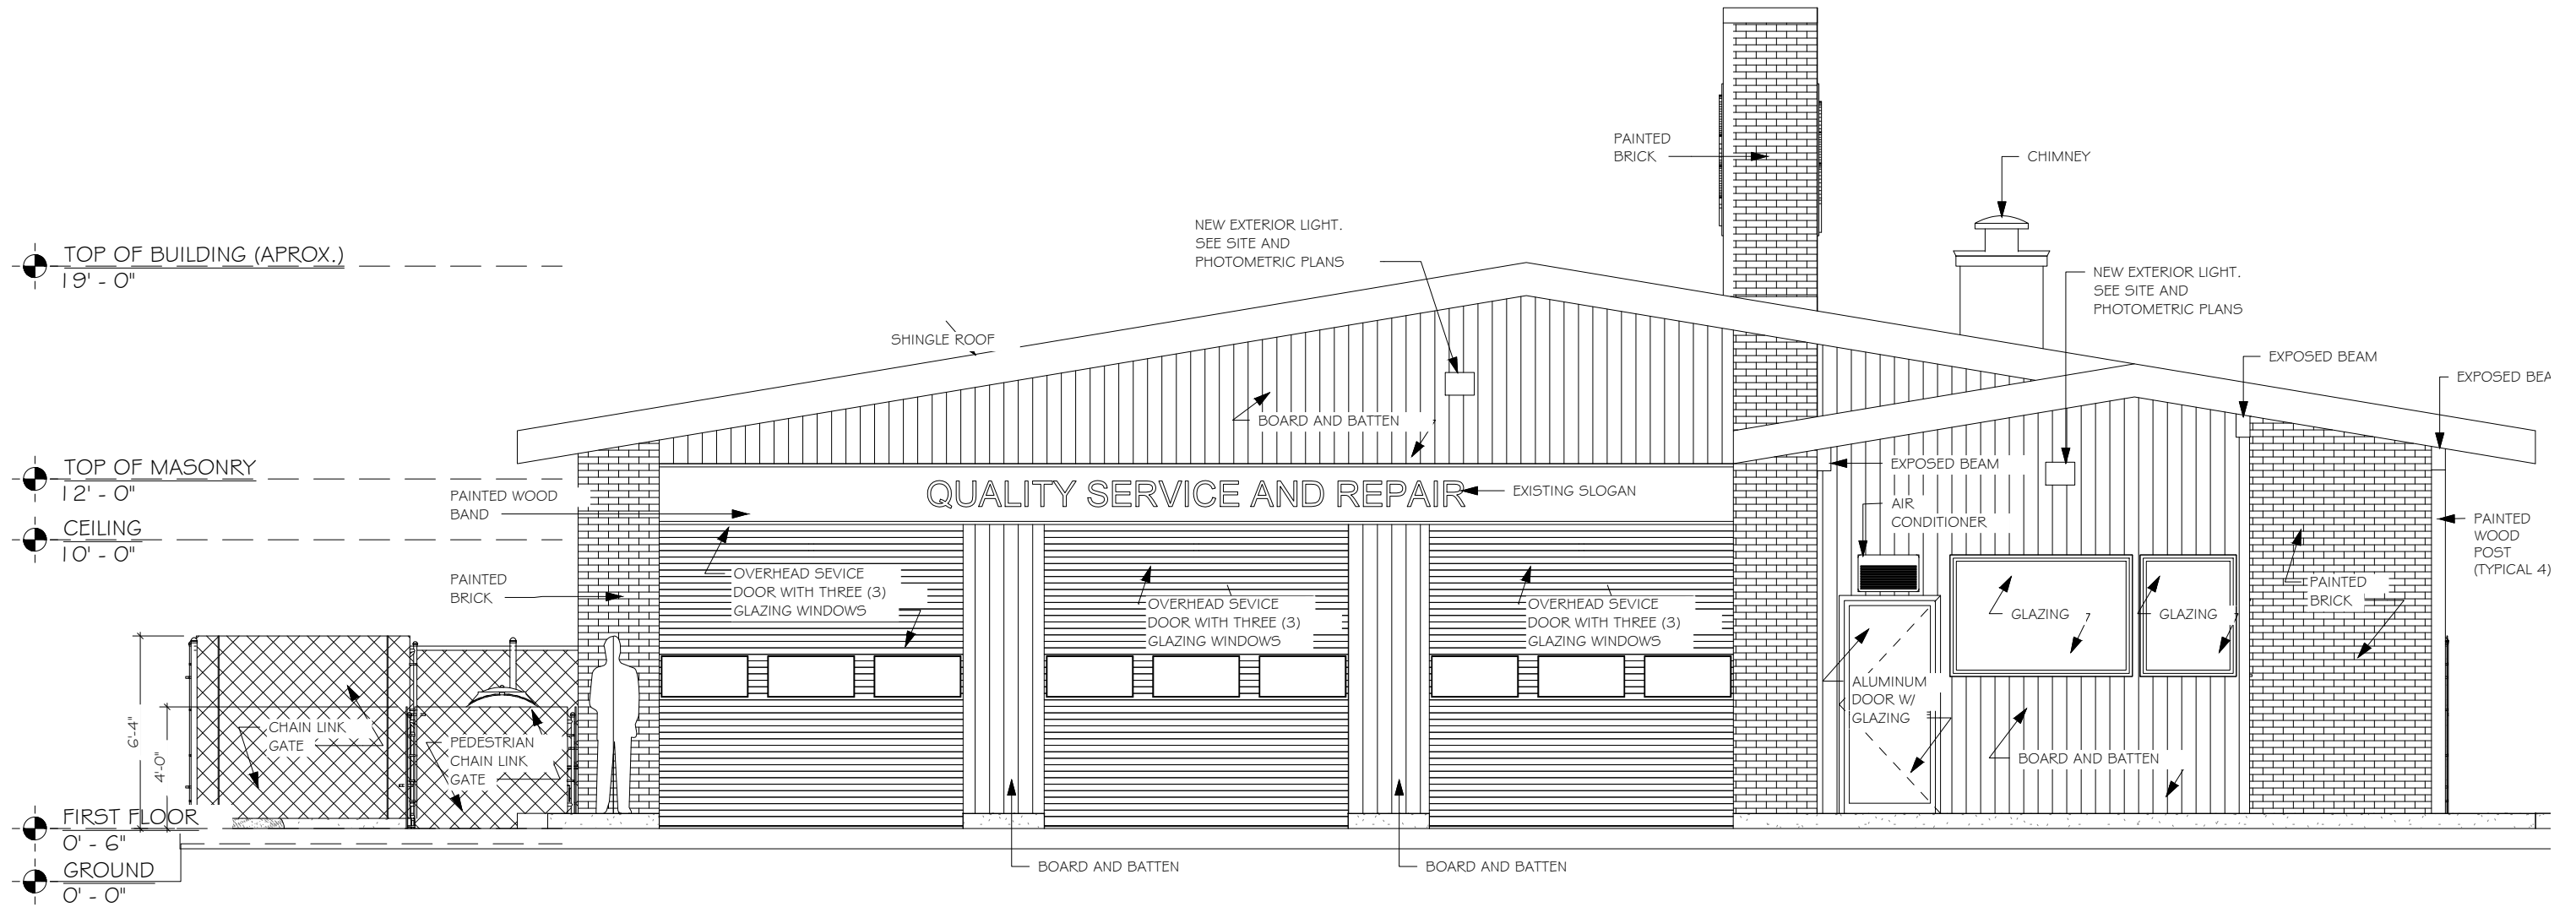 PAINTED
BRICK
CHIMNEY
NEW EXTERIOR LIGHT.
SEE SITE AND
PHOTOMETRIC PLANS
TOP OF BUILDING (APROX.)
19' - 0"
NEW EXTERIOR LIGHT.
SEE SITE AND
PHOTOMETRIC PLANS
SHINGLE ROOF
EXPOSED BEAM
EXPOSED BEA
BOARD AND BATTEN
TOP OF MASONRY
12' - 0"
EXPOSED BEAM
PAINTED WOOD
BAND
QUALITY SERVICE AND REPAIR
EXISTING SLOGAN
AIR
CONDITIONER
CEILING
10' - 0"
PAINTED
WOOD
POST
(TYPICAL 4)
PAINTED
BRICK
OVERHEAD SEVICE
DOOR WITH THREE (3)
GLAZING WINDOWS
OVERHEAD SEVICE
DOOR WITH THREE (3)
GLAZING WINDOWS
OVERHEAD SEVICE
DOOR WITH THREE (3)
GLAZING WINDOWS
GLAZING
GLAZING
PAINTED
BRICK
ALUMINUM
DOOR W/
GLAZING
6'-4"
4'-0"
CHAIN LINK
GATE
PEDESTRIAN
CHAIN LINK
GATE
BOARD AND BATTEN
FIRST FLOOR
0' - 6"
GROUND
0' - 0"
BOARD AND BATTEN
BOARD AND BATTEN